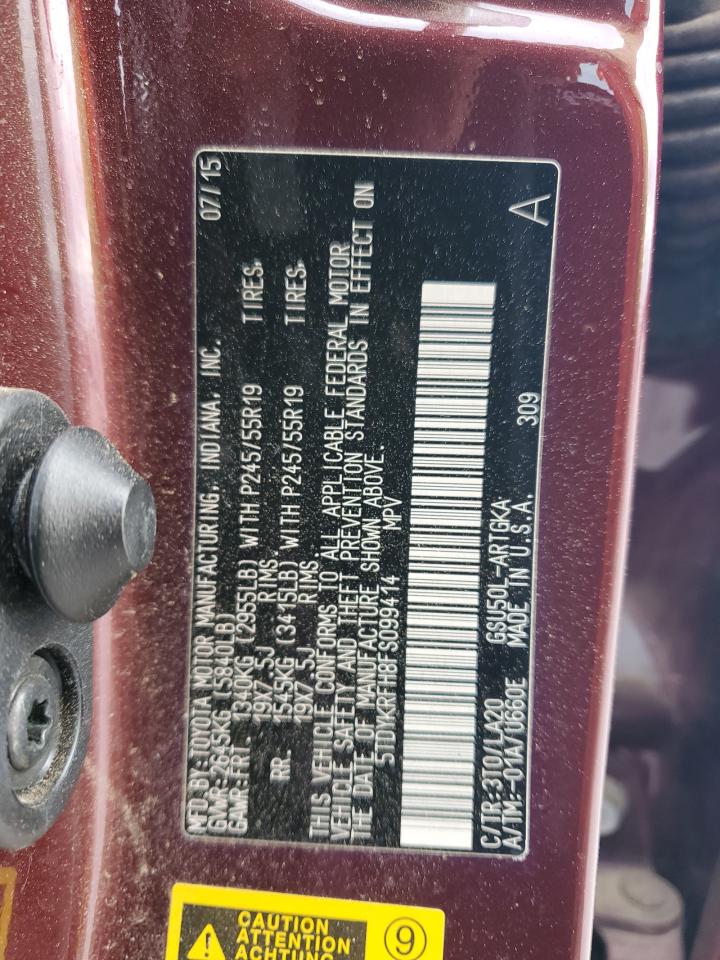 MFD. BY: TOYOTA MOTOR MANUFACTURING, INDIANA, INC. 07/15
GVWR 2645KG (5840LB)
GAWR FRT 1340KG (2955LB) WITH P245/55R19 TIRES,
19X7.5J RIMS,
RR. 1545KG (3415LB) WITH P245/55R19 TIRES,
19X7.5J RIMS.
THIS VEHICLE CONFORMS TO ALL APPLICABLE FEDERAL MOTOR
VEHICLE SAFETY AND THEFT PREVENTION STANDARDS IN EFFECT ON
THE DATE OF MANUFACTURE SHOWN ABOVE.
5TDYKRFH8FS099414 MPV
C/TR:3T0/LA20 GSU50L-ARTGKA 309 A
A/TM:-01A/U660E MADE IN U.S.A.
CAUTION
ATTENTION
ACHTUNG
9